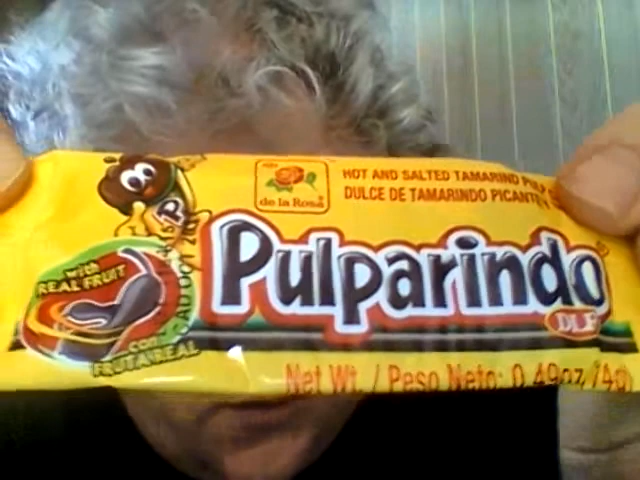 de la Rosa
HOT AND SALTED TAMARIND PULP
DULCE DE TAMARINDO PICANTE Y
with
REAL FRUIT
con
FRUTA REAL
Pulparindo
DLR
Net Wt. / Peso Neto: 0.49oz